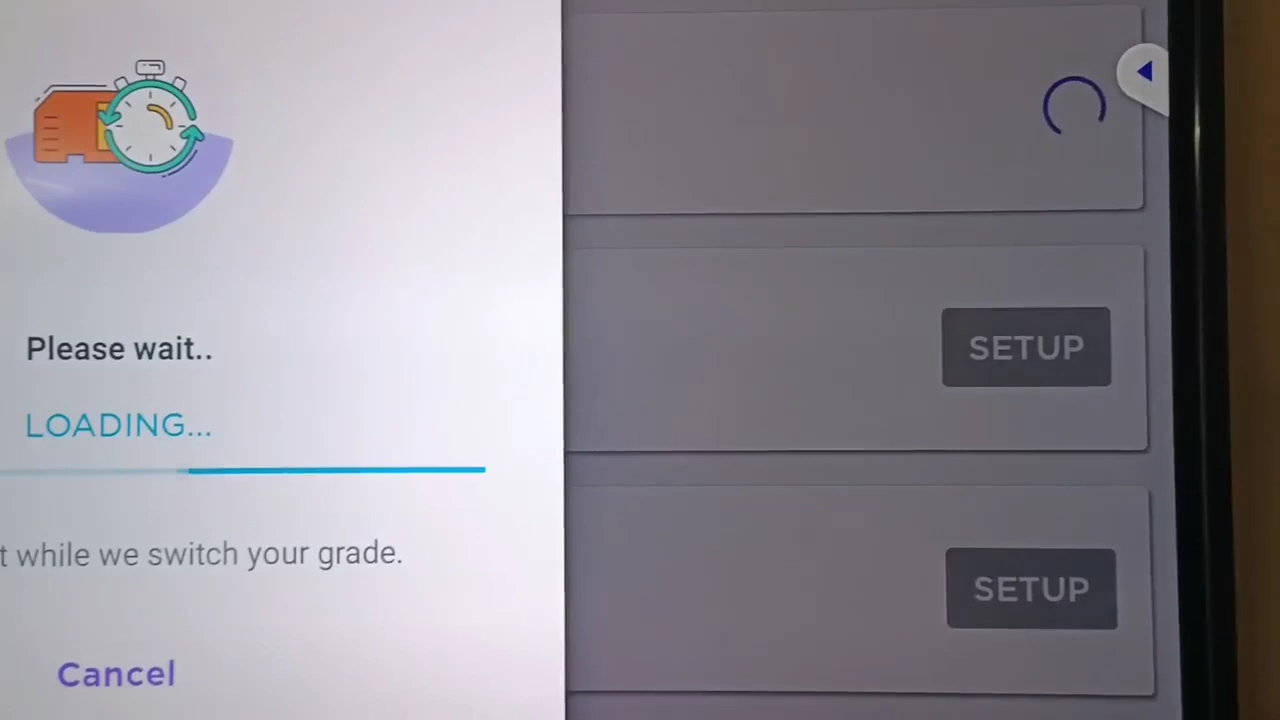 Please wait..
LOADING...
t while we switch your grade.
Cancel
SETUP
SETUP